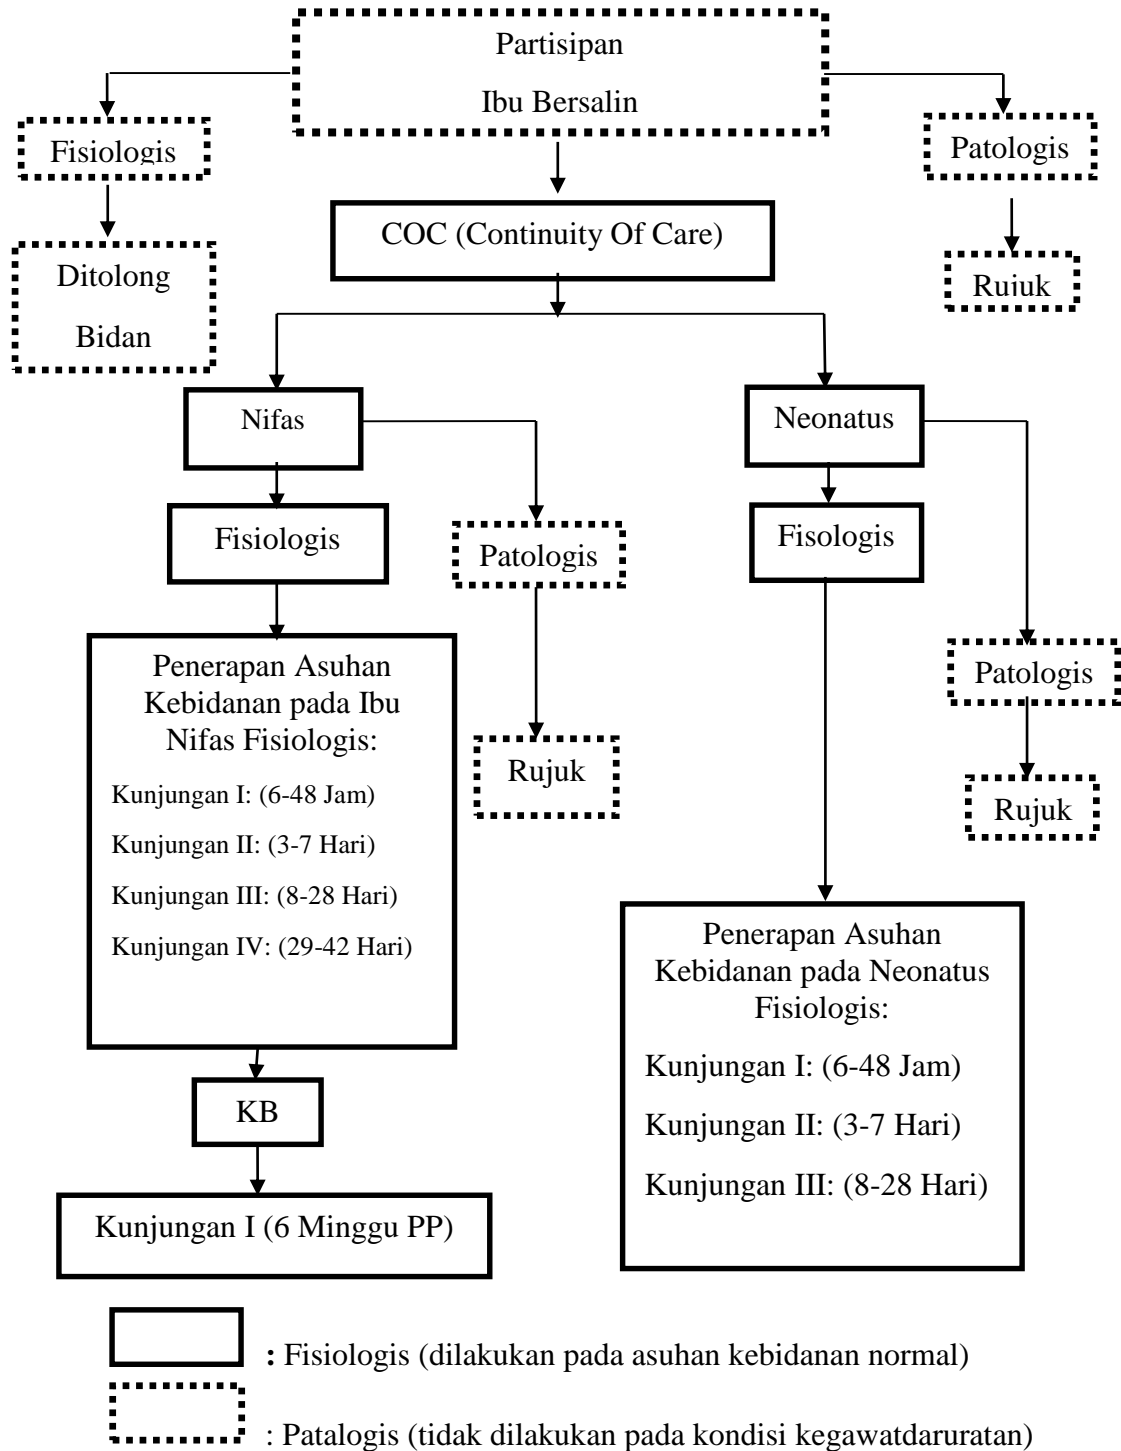 Partisipan
Ibu Bersalin
Fisiologis
Patologis
Ditolong
Bidan
COC (Continuity Of Care)
Rujuk
Nifas
Neonatus
Fisiologis
Patologis
Fisologis
Penerapan Asuhan
Kebidanan pada Ibu
Nifas Fisiologis:
Kunjungan I: (6-48 Jam)
Kunjungan II: (3-7 Hari)
Kunjungan III: (8-28 Hari)
Kunjungan IV: (29-42 Hari)
Rujuk
Patologis
Rujuk
Penerapan Asuhan
Kebidanan pada Neonatus
Fisiologis:
Kunjungan I: (6-48 Jam)
Kunjungan II: (3-7 Hari)
Kunjungan III: (8-28 Hari)
KB
Kunjungan I (6 Minggu PP)
: Fisiologis (dilakukan pada asuhan kebidanan normal)
: Patalogis (tidak dilakukan pada kondisi kegawatdaruratan)